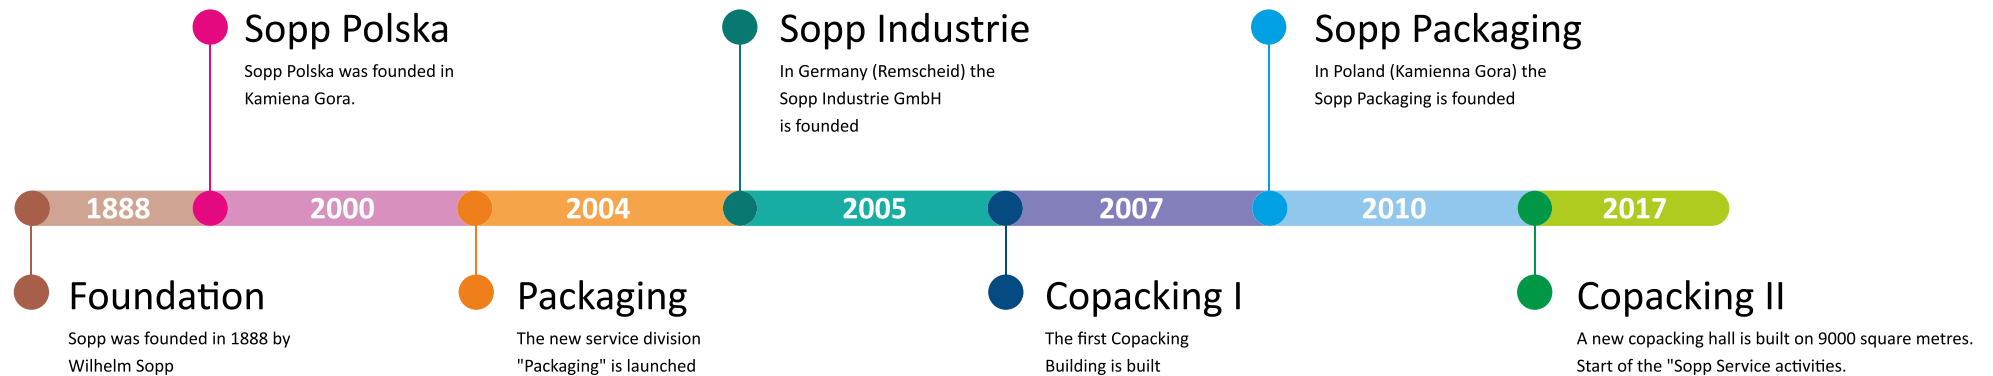 Sopp Polska
Sopp Polska was founded in
Kamiena Gora.
Sopp Industrie
In Germany (Remscheid) the
Sopp Industrie GmbH
is founded
Sopp Packaging
In Poland (Kamienna Gora) the
Sopp Packaging is founded
1888
2000
2004
2005
2007
2010
2017
Foundation
Sopp was founded in 1888 by
Wilhelm Sopp
Packaging
The new service division
"Packaging" is launched
Copacking I
The first Copacking
Building is built
Copacking II
A new copacking hall is built on 9000 square metres.
Start of the "Sopp Service activities.